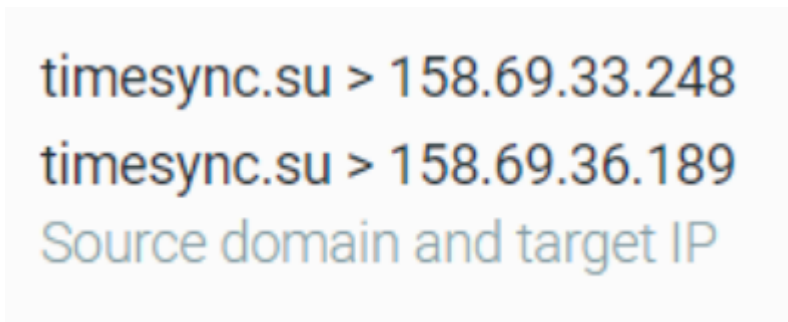 timesync.su > 158.69.33.248
timesync.su > 158.69.36.189
Source domain and target IP